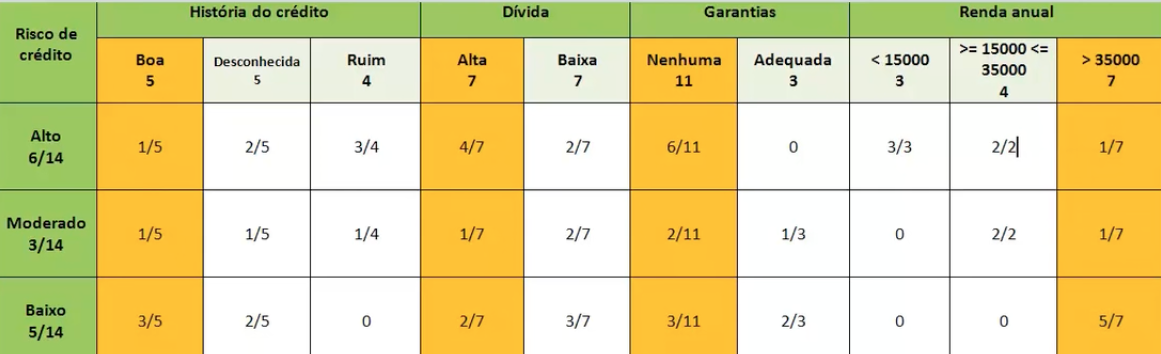 Risco de crédito História do crédito Dívida Garantias Renda anual
Boa 5 Desconhecida 5 Ruim 4 Alta 7 Baixa 7 Nenhuma 11 Adequada 3 < 15000 3 >= 15000 <= 35000 4 > 35000 7
Alto 6/14 1/5 2/5 3/4 4/7 2/7 6/11 0 3/3 2/2 1/7
Moderado 3/14 1/5 1/5 1/4 1/7 2/7 2/11 1/3 0 2/2 1/7
Baixo 5/14 3/5 2/5 0 2/7 3/7 3/11 2/3 0 0 5/7